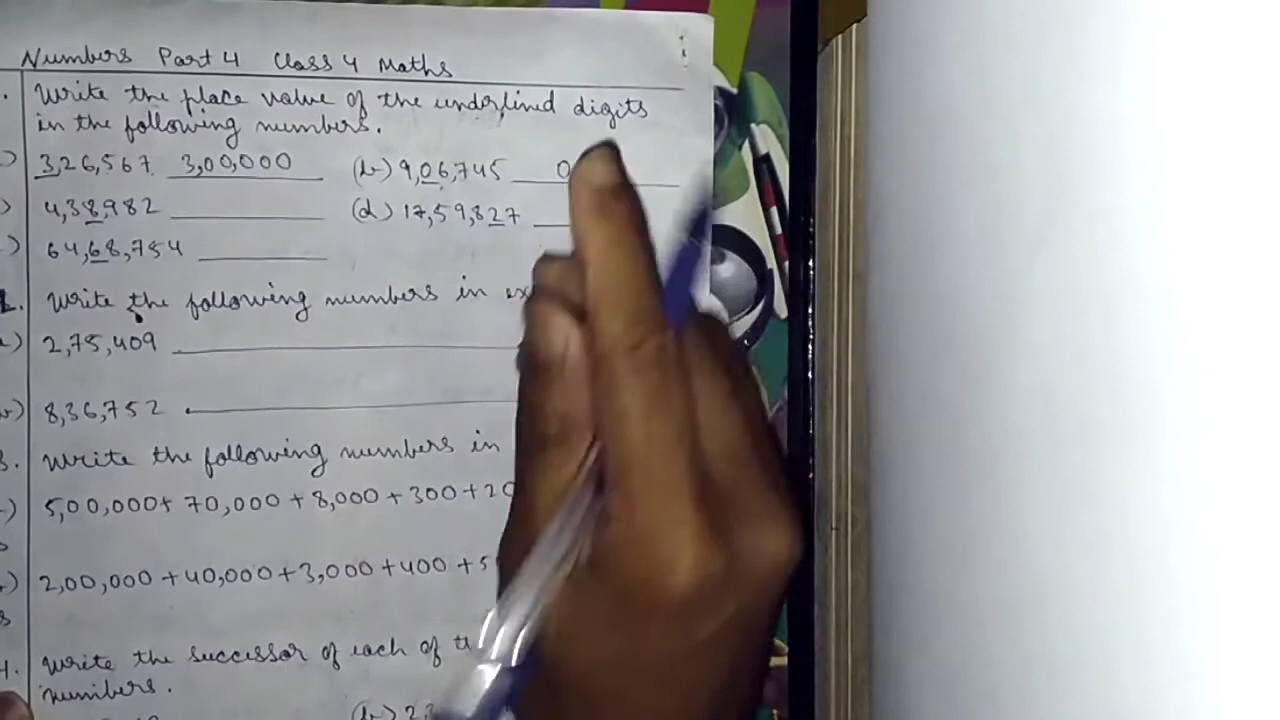 Numbers Part 4 Class 4 Maths
Write the place value of the underlined digits
in the following numbers.
3,26,567 3,00,000 (b) 9,06,745 0
4,38,982 (d) 17,59,827
64,68,754
2. Write the following numbers in
2,75,409
8,36,752
3. Write the following numbers in
5,00,000+ 70,000 + 8,000 + 300 + 20
2,00,000 + 40,000 + 3,000 + 400 + 5
4. Write the successor of each of
numbers.
(b) 2